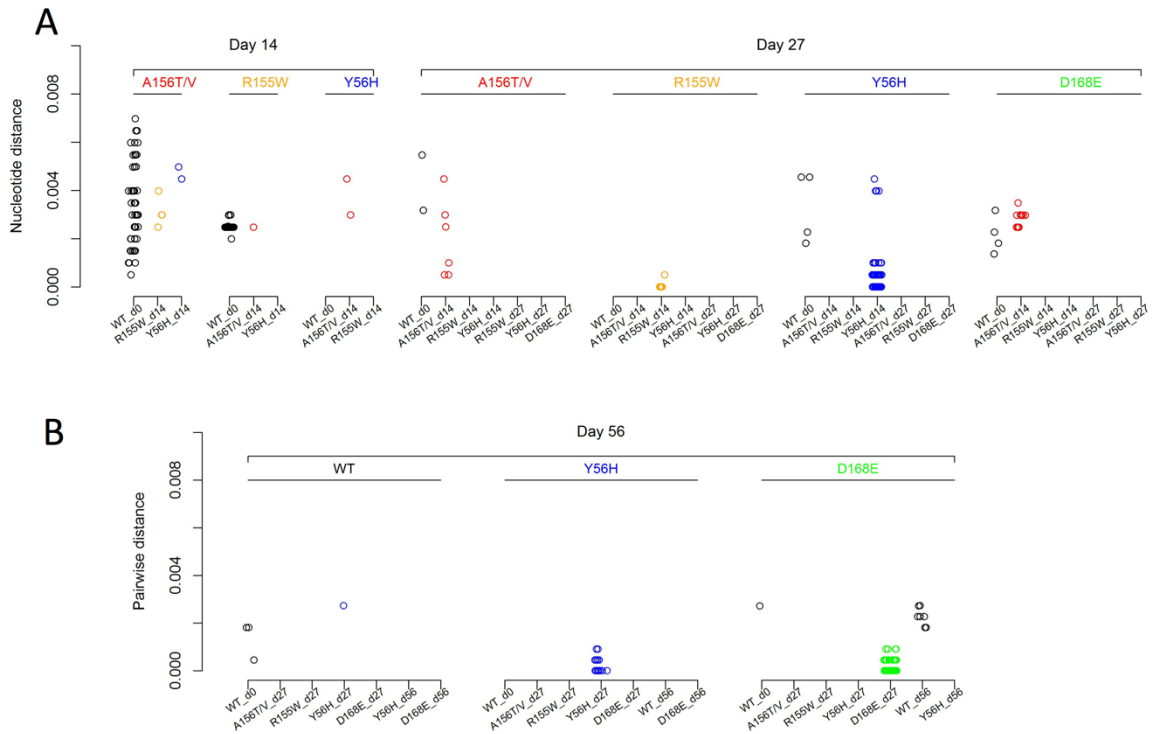 A
Day 14
Day 27
A156T/V
R155W
Y56H
A156T/V
R155W
Y56H
D168E
Nucleotide distance
0.008
0.004
0.000
WT_d0
R155W_d14
Y56H_d14
WT_d0
A156T/V_d14
Y56H_d14
WT_d0
A156T/V_d14
R155W_d14
WT_d0
A156T/V_d14
R155W_d14
Y56H_d14
R155W_d27
Y56H_d27
D168E_d27
WT_d0
A156T/V_d14
R155W_d14
Y56H_d14
A156T/V_d27
Y56H_d27
D168E_d27
WT_d0
A156T/V_d14
R155W_d14
Y56H_d14
A156T/V_d27
R155W_d27
D168E_d27
WT_d0
A156T/V_d14
R155W_d14
Y56H_d14
A156T/V_d27
R155W_d27
Y56H_d27
B
Day 56
WT
Y56H
D168E
Pairwise distance
0.008
0.004
0.000
WT_d0
A156T/V_d27
R155W_d27
Y56H_d27
D168E_d27
Y56H_d56
D168E_d56
WT_d0
A156T/V_d27
R155W_d27
Y56H_d27
D168E_d27
WT_d56
D168E_d56
WT_d0
A156T/V_d27
R155W_d27
Y56H_d27
D168E_d27
WT_d56
Y56H_d56